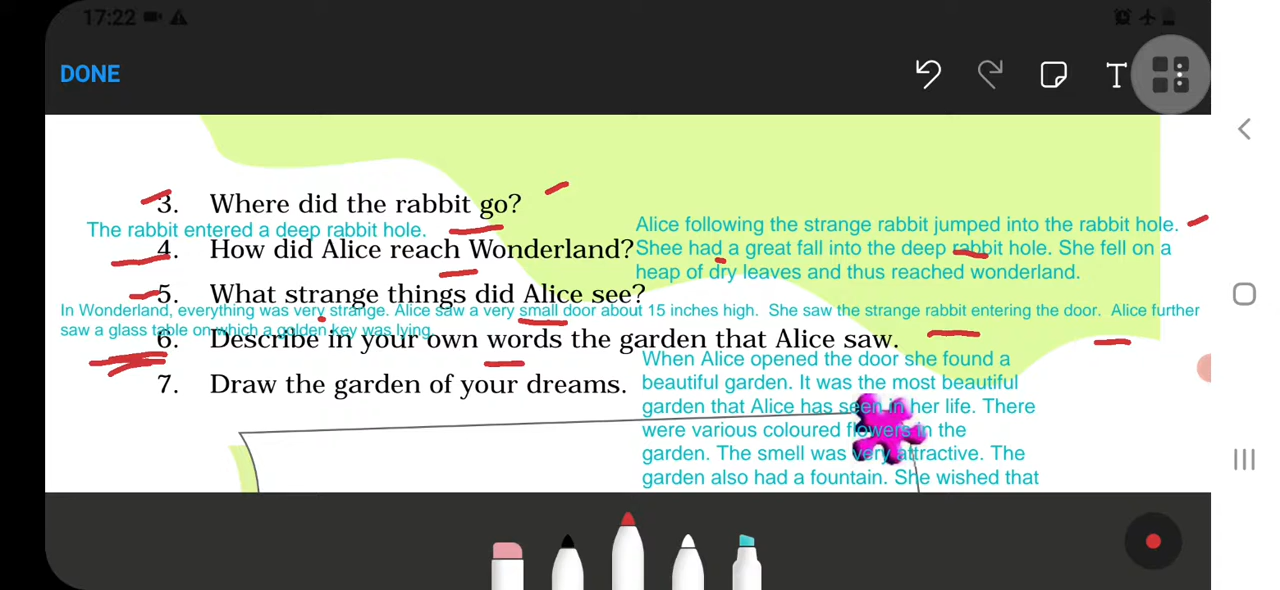 17:22
DONE
T
3. Where did the rabbit go?
The rabbit entered a deep rabbit hole.
4. How did Alice reach Wonderland?
Alice following the strange rabbit jumped into the rabbit hole.
Shee had a great fall into the deep rabbit hole. She fell on a
heap of dry leaves and thus reached wonderland.
5. What strange things did Alice see?
In Wonderland, everything was very strange. Alice saw a very small door about 15 inches high. She saw the strange rabbit entering the door. Alice further
saw a glass table on which a golden key was lying.
6. Describe in your own words the garden that Alice saw.
When Alice opened the door she found a
beautiful garden. It was the most beautiful
garden that Alice has seen in her life. There
were various coloured flowers in the
garden. The smell was very attractive. The
garden also had a fountain. She wished that
7. Draw the garden of your dreams.